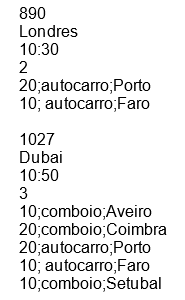 890
Londres
10:30
2
20;autocarro;Porto
10; autocarro;Faro

1027
Dubai
10:50
3
10;comboio;Aveiro
20;comboio;Coimbra
20;autocarro;Porto
10; autocarro;Faro
10;comboio;Setubal